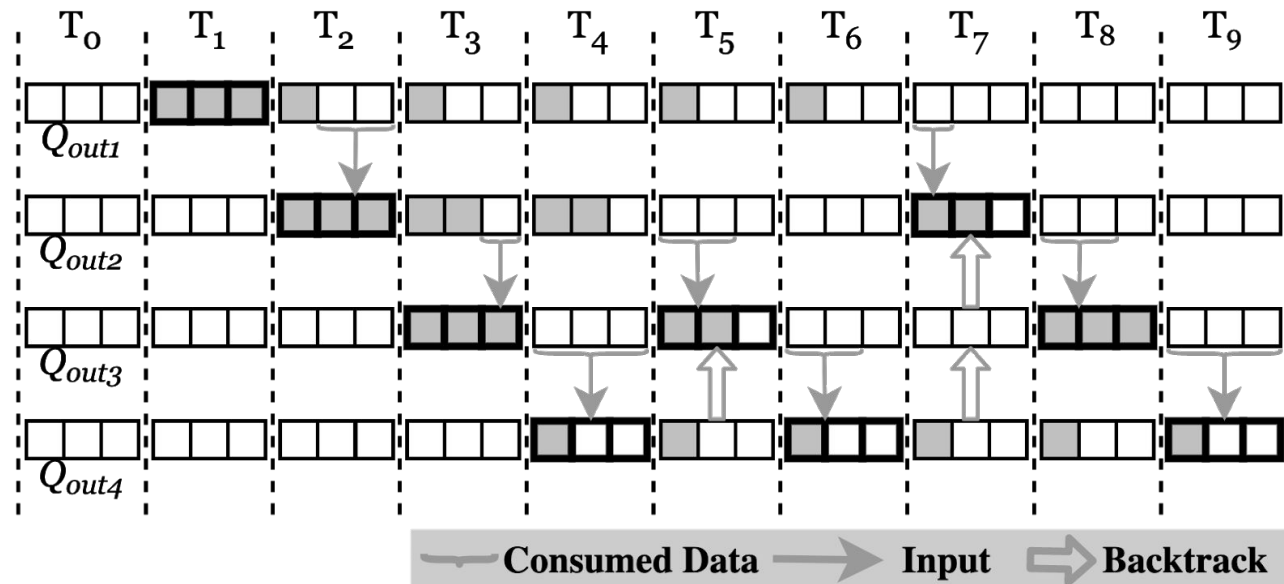 T0 T1 T2 T3 T4 T5 T6 T7 T8 T9
Qout1
Qout2
Qout3
Qout4
Consumed Data Input Backtrack